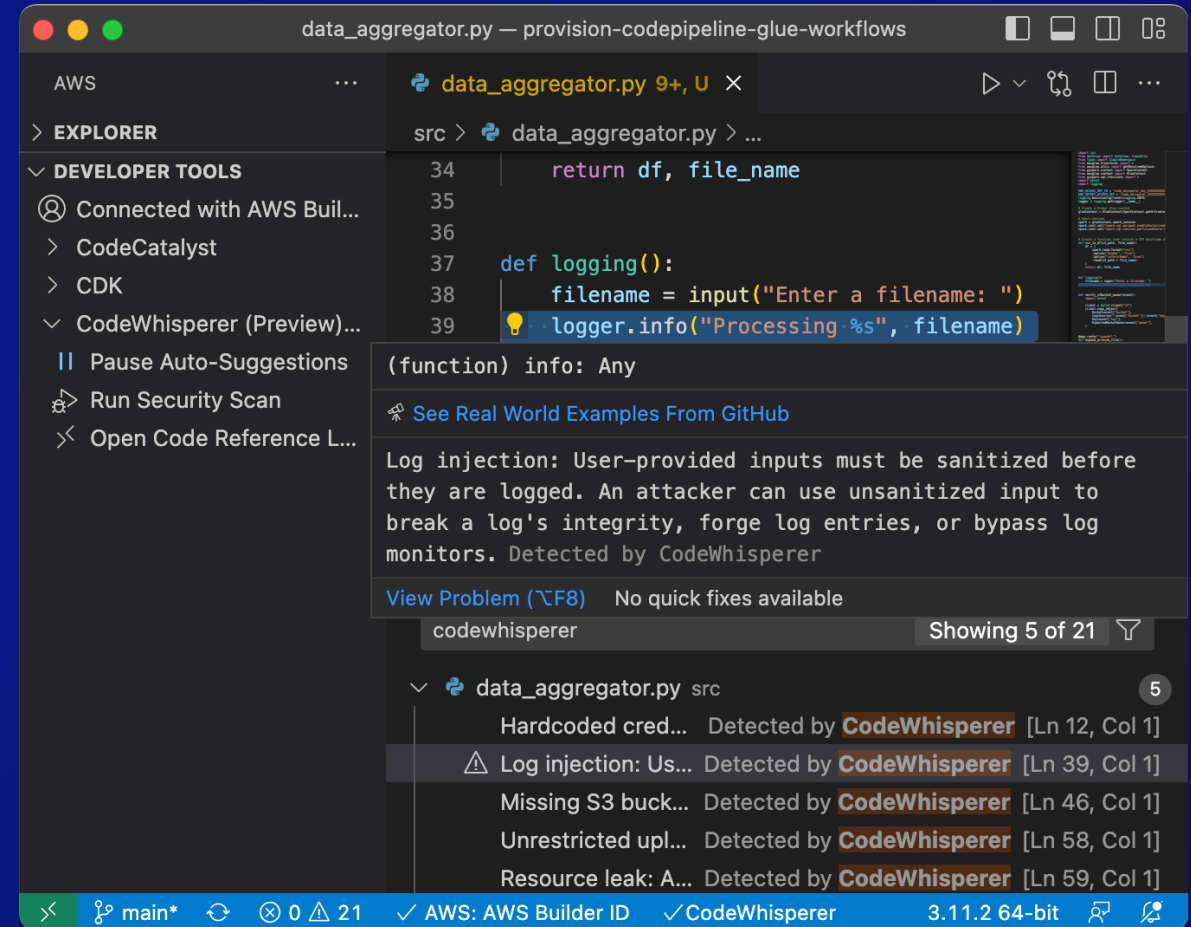 data_aggregator.py — provision-codepipeline-glue-workflows
AWS
data_aggregator.py 9+, U
EXPLORER
src > data_aggregator.py > ...
DEVELOPER TOOLS
Connected with AWS Buil...
CodeCatalyst
CDK
CodeWhisperer (Preview)...
Pause Auto-Suggestions
Run Security Scan
Open Code Reference L...
34 return df, file_name
35
36
37 def logging():
38 filename = input("Enter a filename: ")
39 logger.info("Processing %s", filename)
(function) info: Any
See Real World Examples From GitHub
Log injection: User-provided inputs must be sanitized before
they are logged. An attacker can use unsanitized input to
break a log's integrity, forge log entries, or bypass log
monitors. Detected by CodeWhisperer
View Problem (⌥F8) No quick fixes available
codewhisperer Showing 5 of 21
data_aggregator.py src 5
Hardcoded cred... Detected by CodeWhisperer [Ln 12, Col 1]
Log injection: Us... Detected by CodeWhisperer [Ln 39, Col 1]
Missing S3 buck... Detected by CodeWhisperer [Ln 46, Col 1]
Unrestricted upl... Detected by CodeWhisperer [Ln 58, Col 1]
Resource leak: A... Detected by CodeWhisperer [Ln 59, Col 1]
main* 0 21 AWS: AWS Builder ID CodeWhisperer 3.11.2 64-bit